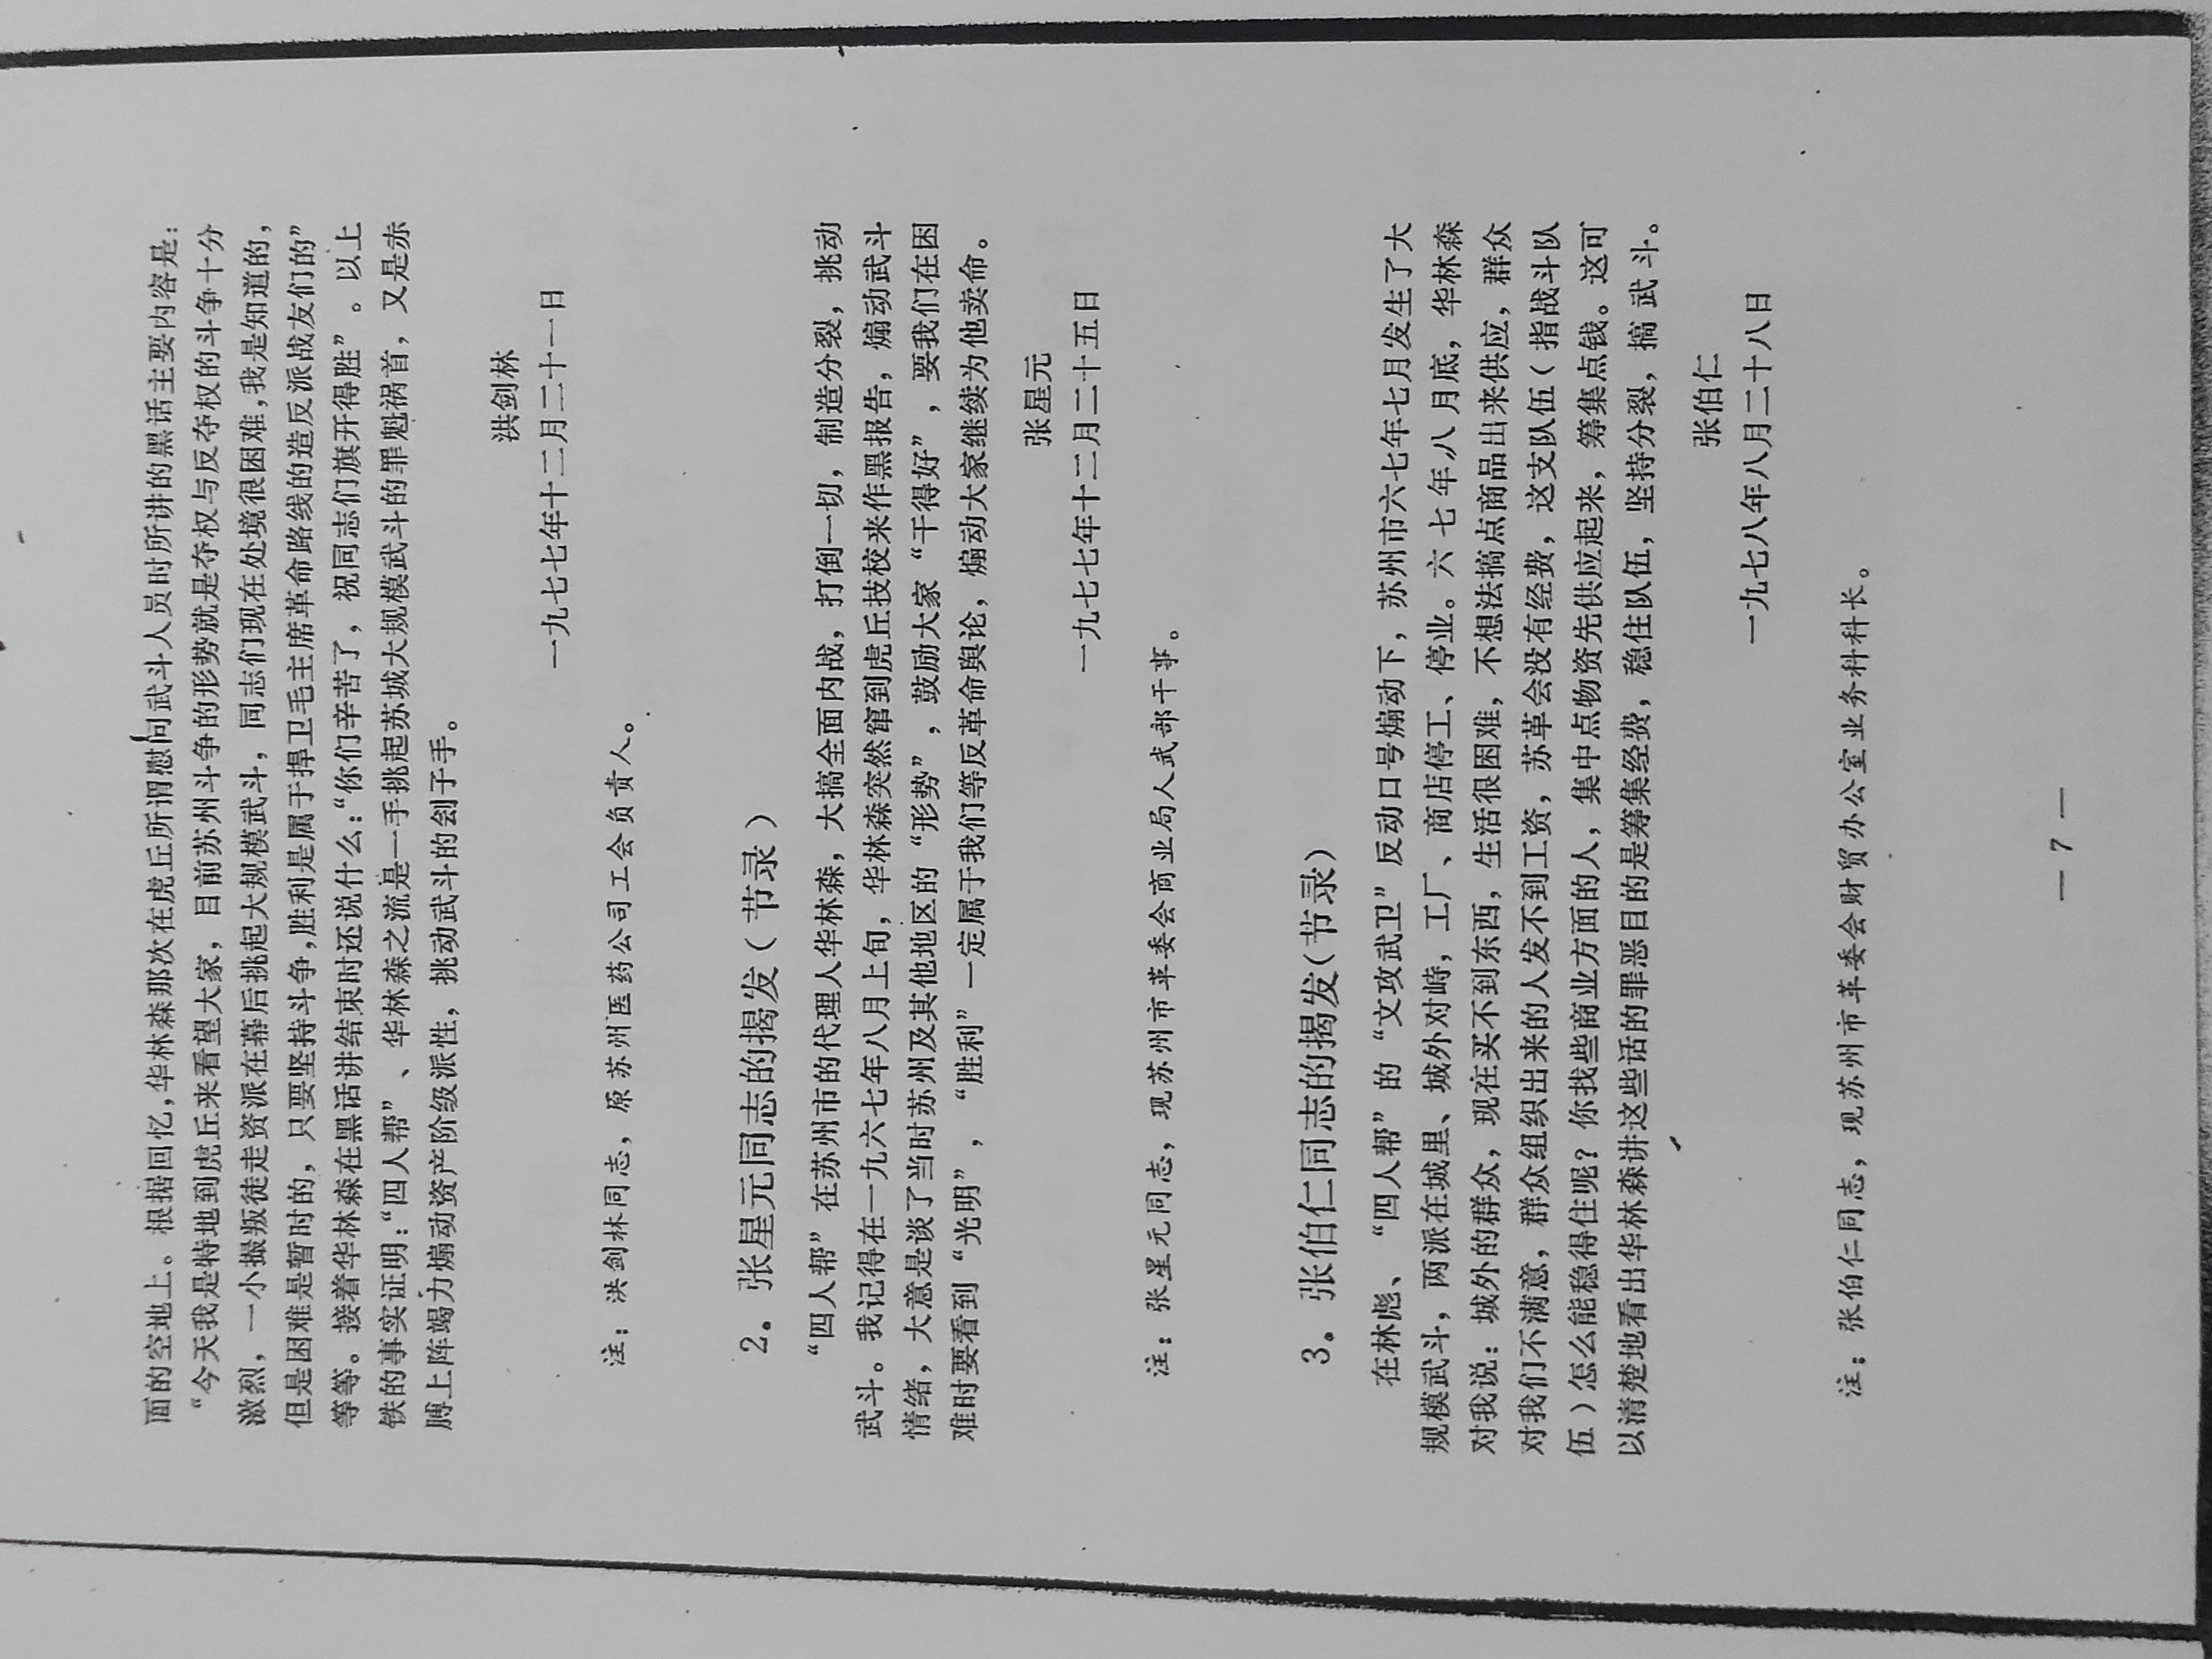 面的空地上。根据回忆，华林森那次在虎丘所谓慰问武斗人员时所讲的黑话主要内容是：
“今天我是特地到虎丘来看望大家，目前苏州斗争的形势就是夺权与反夺权的斗争十分
激烈，一小撮叛徒走资派在幕后挑起大规模武斗，同志们现在处境很困难，我是知道的，
但是困难是暂时的，只要坚持斗争，胜利是属于捍卫毛主席革命路线的造反派战友们的”
等等。接着华林森在黑话讲结束时还说什么：“你们辛苦了，祝同志们旗开得胜”。以上
铁的事实证明：“四人帮”、华林森之流是一手挑起苏城大规模武斗的罪魁祸首，又是赤
膊上阵竭力煽动资产阶级派性，挑动武斗的刽子手。
洪剑林
一九七七年十二月二十一日
注：洪剑林同志，原苏州医药公司工会负责人。
2。张星元同志的揭发（节录）
“四人帮”在苏州市的代理人华林森，大搞全面内战，打倒一切，制造分裂，挑动
武斗。我记得在一九六七年八月上旬，华林森突然窜到虎丘技校来作黑报告，煽动武斗
情绪，大意是谈了当时苏州及其他地区的“形势”，鼓励大家“干得好”，要我们在困
难时要看到“光明”，“胜利”一定属于我们等反革命舆论，煽动大家继续为他卖命。
张星元
一九七七年十二月二十五日
注：张星元同志，现苏州市革委会商业局人武部干事。
3。张伯仁同志的揭发（节录）
在林彪、“四人帮”的“文攻武卫”反动口号煽动下，苏州市六七年七月发生了大
规模武斗，两派在城里、城外对峙，工厂、商店停工、停业。六七年八月底，华林森
对我说：城外的群众，现在买不到东西，生活很困难，不想法搞点商品出来供应，群众
对我们不满意，群众组织出来的人发不到工资，苏革会没有经费，这支队伍（指战斗队
伍）怎么能稳得住呢？你找些商业方面的人，集中点物资先供应起来，筹集点钱。这可
以清楚地看出华林森讲这些话的罪恶目的是筹集经费，稳住队伍，坚持分裂，搞武斗。
张伯仁
一九七八年八月二十八日
注：张伯仁同志，现苏州市革委会财贸办公室业务科科长。
— 7 —